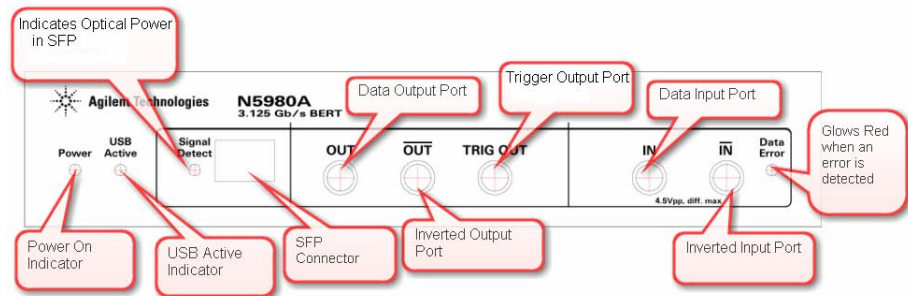 Indicates Optical Power
in SFP
Data Output Port
Trigger Output Port
Data Input Port
Glows Red
when an
error is
detected
Agilent Technologies
N5980A
3.125 Gb/s BERT
Power
USB
Active
Signal
Detect
OUT
OUT
TRIG OUT
IN
IN
Data
Error
4.5Vpp, diff. max
Power On
Indicator
USB Active
Indicator
SFP
Connector
Inverted Output
Port
Inverted Input Port